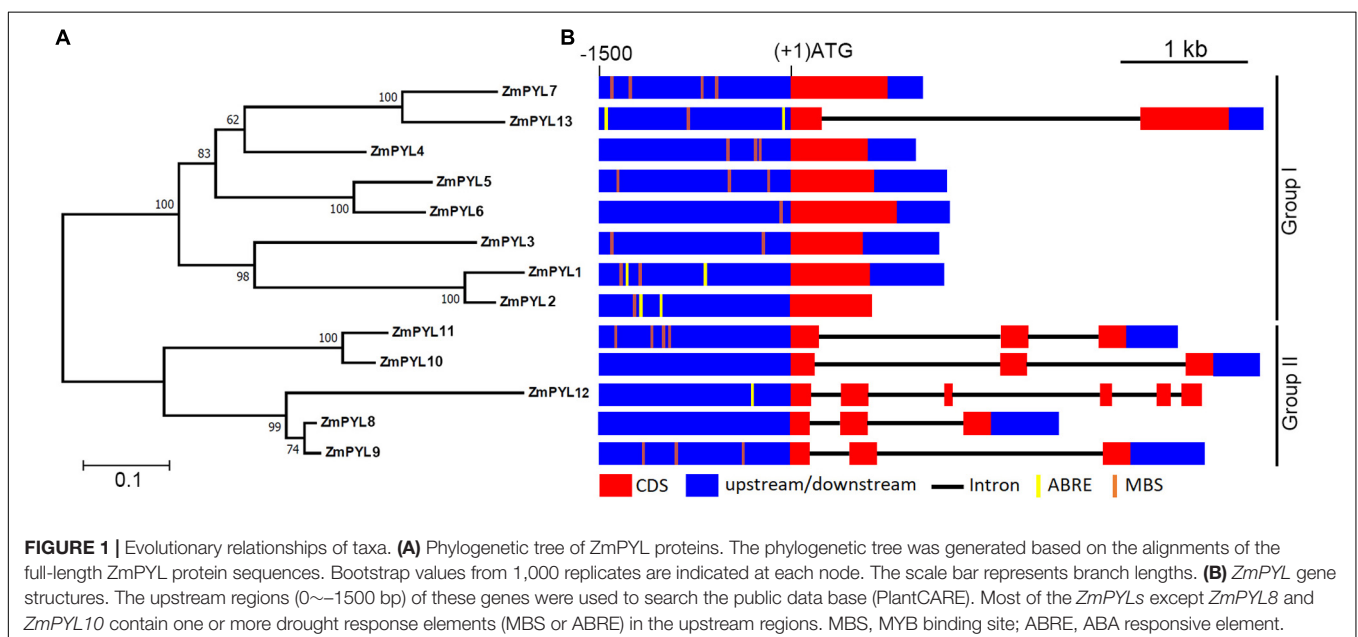 A
B
-1500
(+1)ATG
1 kb
100
ZmPYL7
ZmPYL13
62
ZmPYL4
83
ZmPYL5
100
ZmPYL6
100
ZmPYL3
98
ZmPYL1
100
ZmPYL2
Group I
100
ZmPYL11
ZmPYL10
ZmPYL12
99
ZmPYL8
74
ZmPYL9
Group II
0.1
CDS
upstream/downstream
Intron
ABRE
MBS
FIGURE 1 | Evolutionary relationships of taxa. (A) Phylogenetic tree of ZmPYL proteins. The phylogenetic tree was generated based on the alignments of the
full-length ZmPYL protein sequences. Bootstrap values from 1,000 replicates are indicated at each node. The scale bar represents branch lengths. (B) ZmPYL gene
structures. The upstream regions (0~−1500 bp) of these genes were used to search the public data base (PlantCARE). Most of the ZmPYLs except ZmPYL8 and
ZmPYL10 contain one or more drought response elements (MBS or ABRE) in the upstream regions. MBS, MYB binding site; ABRE, ABA responsive element.